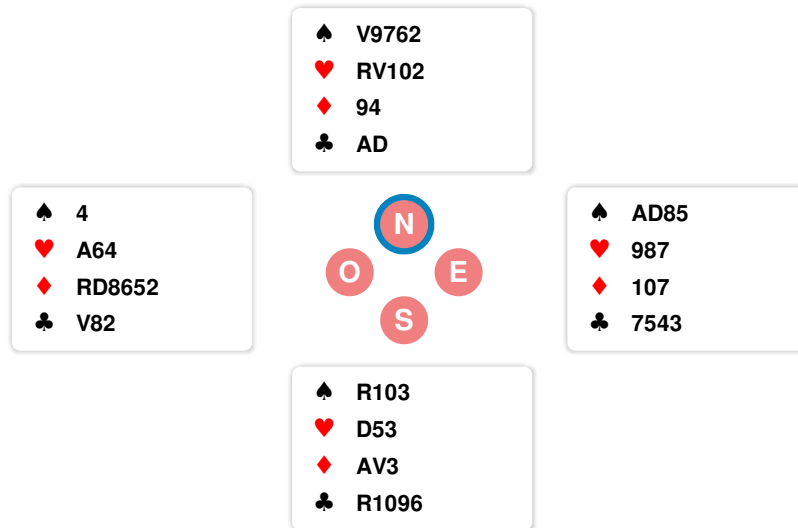 ♠ V9762
♥ RV102
♦ 94
♣ AD
♠ 4
♥ A64
♦ RD8652
♣ V82
N
O E
S
♠ AD85
♥ 987
♦ 107
♣ 7543
♠ R103
♥ D53
♦ AV3
♣ R1096